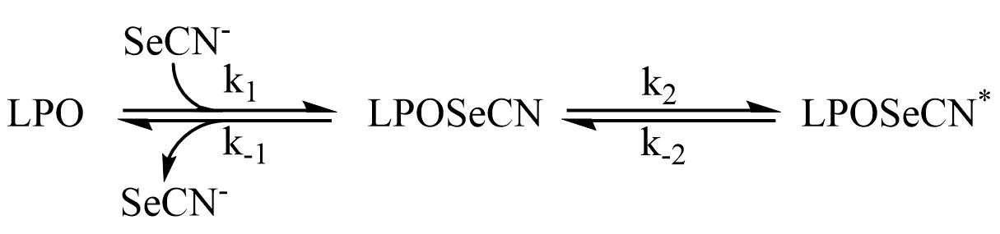 SeCN⁻
k₁ k₂
LPO LPOSeCN LPOSeCN*
k₋₁ k₋₂
SeCN⁻